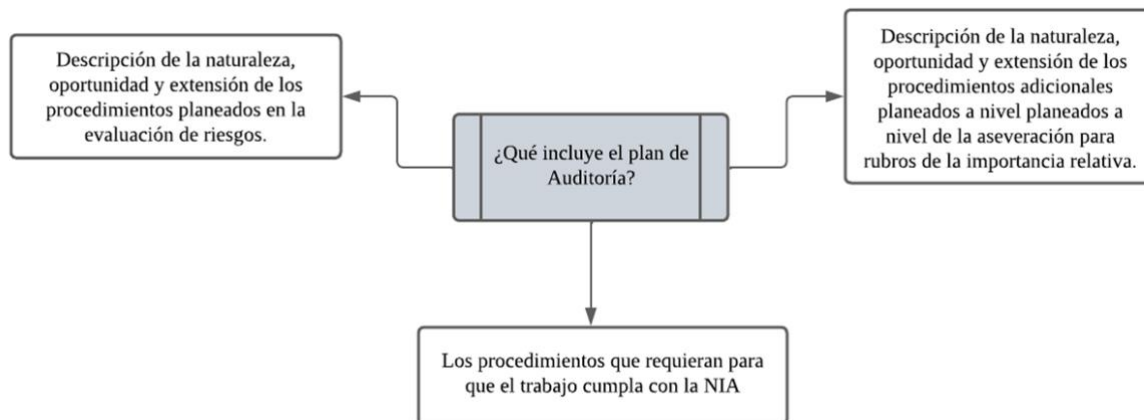 Descripción de la naturaleza,
oportunidad y extensión de los
procedimientos planeados en la
evaluación de riesgos.
¿Qué incluye el plan de
Auditoría?
Descripción de la naturaleza,
oportunidad y extensión de los
procedimientos adicionales
planeados a nivel planeados a
nivel de la aseveración para
rubros de la importancia relativa.
Los procedimientos que requieran para
que el trabajo cumpla con la NIA